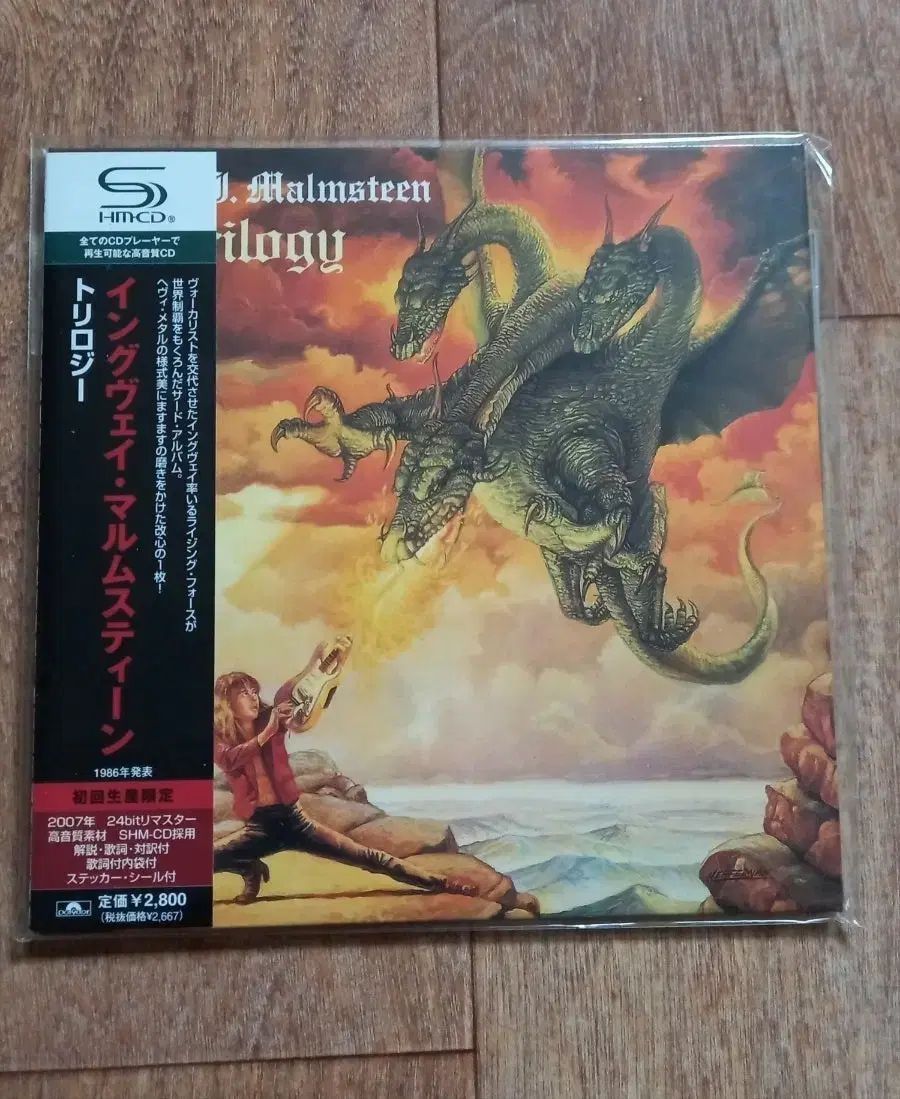 S
HM-CD®
全てのCDプレーヤーで
再生可能な高音質CD
J. Malmsteen
rilogy
ヴォーカリストを交代させたイングヴェイ率いるライジング・フォースが
世界制覇をもくろんだサード・アルバム。
ヘヴィ・メタルの様式美にますますの磨きをかけた改心の1枚!
イングヴェイ・マルムスティーン
トリロジー
1986年発表
初回生産限定
2007年 24bitリマスター
高音質素材 SHM-CD採用
解説・歌詞・対訳付
歌詞付内袋付
ステッカー・シール付
polydor
定価¥2,800
(税抜価格¥2,667)